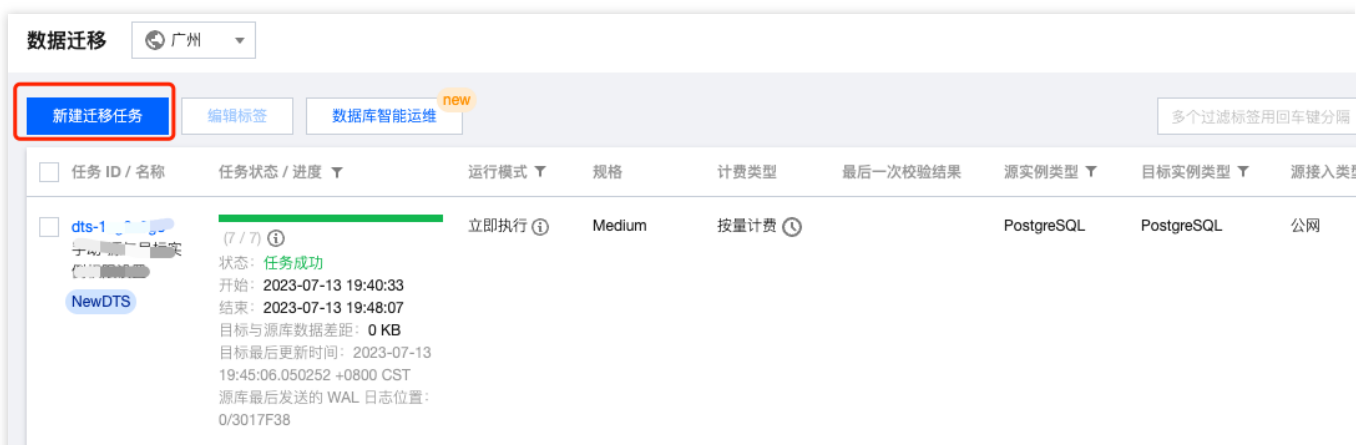 数据迁移 广州
new
新建迁移任务 编辑标签 数据库智能运维 多个过滤标签用回车键分隔
任务 ID / 名称 任务状态 / 进度 运行模式 规格 计费类型 最后一次校验结果 源实例类型 目标实例类型 源接入类型
dts-1 立即执行 Medium 按量计费 PostgreSQL PostgreSQL 公网
(7 / 7)
状态：任务成功
开始：2023-07-13 19:40:33
NewDTS
结束：2023-07-13 19:48:07
目标与源库数据差距：0 KB
目标最后更新时间：2023-07-13
19:45:06.050252 +0800 CST
源库最后发送的 WAL 日志位置：
0/3017F38